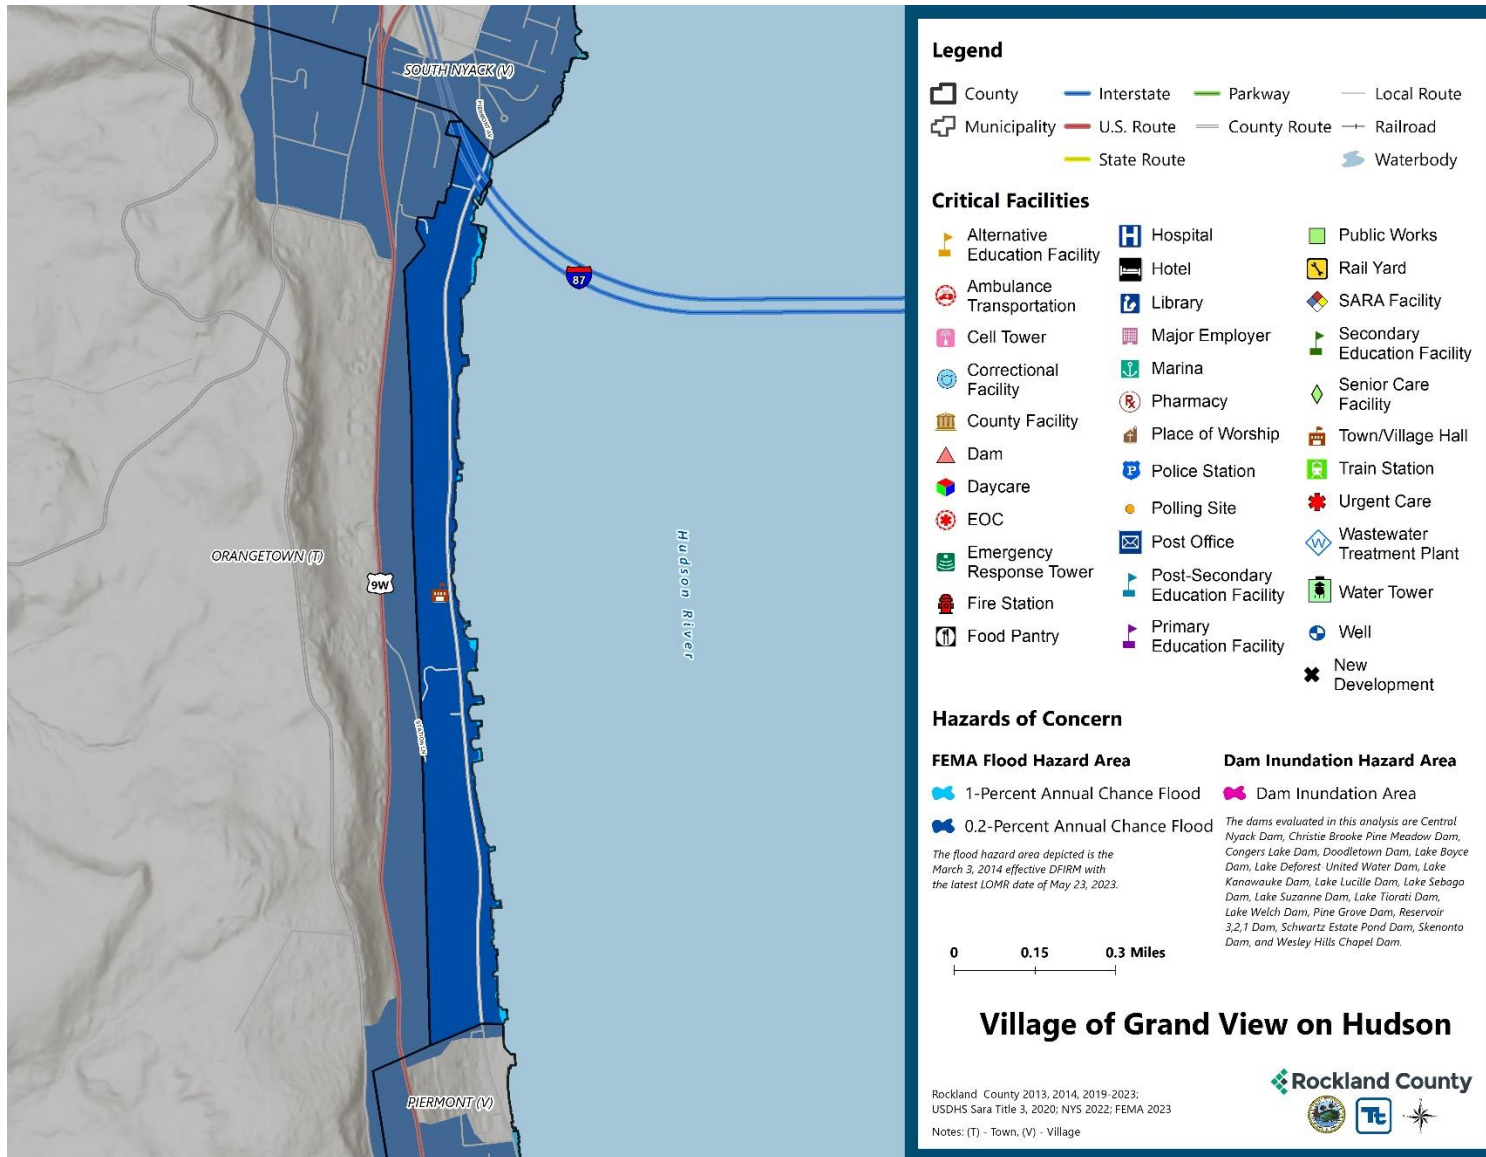 SOUTH NYACK (V)
PIERMONT AV
87
ORANGETOWN (T)
9W
Hudson River
STATION LN
PIERMONT (V)
Legend
County
Interstate
Parkway
Local Route
Municipality
U.S. Route
County Route
Railroad
State Route
Waterbody
Critical Facilities
Alternative
Education Facility
Ambulance
Transportation
Cell Tower
Correctional
Facility
County Facility
Dam
Daycare
EOC
Emergency
Response Tower
Fire Station
Food Pantry
H Hospital
Hotel
Library
Major Employer
Marina
Rx Pharmacy
Place of Worship
P Police Station
Polling Site
Post Office
Post-Secondary
Education Facility
Primary
Education Facility
Public Works
Rail Yard
SARA Facility
Secondary
Education Facility
Senior Care
Facility
Town/Village Hall
Train Station
Urgent Care
W Wastewater
Treatment Plant
Water Tower
Well
New
Development
Hazards of Concern
FEMA Flood Hazard Area
1-Percent Annual Chance Flood
0.2-Percent Annual Chance Flood
The flood hazard area depicted is the
March 3, 2014 effective DFIRM with
the latest LOMR date of May 23, 2023.
Dam Inundation Hazard Area
Dam Inundation Area
The dams evaluated in this analysis are Central
Nyack Dam, Christie Brooke Pine Meadow Dam,
Congers Lake Dam, Doodletown Dam, Lake Boyce
Dam, Lake Deforest-United Water Dam, Lake
Kanawauke Dam, Lake Lucille Dam, Lake Sebago
Dam, Lake Suzanne Dam, Lake Tiorati Dam,
Lake Welch Dam, Pine Grove Dam, Reservoir
3,2,1 Dam, Schwartz Estate Pond Dam, Skenonto
Dam, and Wesley Hills Chapel Dam.
0 0.15 0.3 Miles
Village of Grand View on Hudson
Rockland County
Tt
Rockland County 2013, 2014, 2019-2023;
USDHS Sara Title 3, 2020; NYS 2022; FEMA 2023
Notes: (T) - Town, (V) - Village